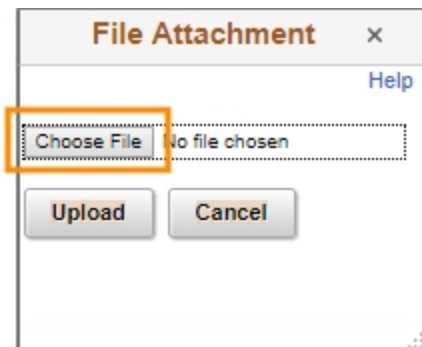 File Attachment ×
Help
Choose File No file chosen
Upload Cancel